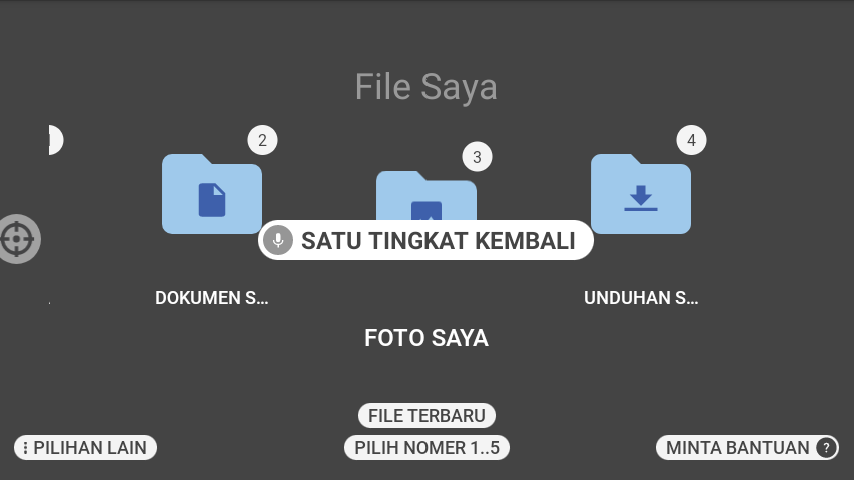 File Saya
2
3
4
SATU TINGKAT KEMBALI
DOKUMEN S...
UNDUHAN S...
FOTO SAYA
FILE TERBARU
PILIHAN LAIN
PILIH NOMER 1..5
MINTA BANTUAN ?